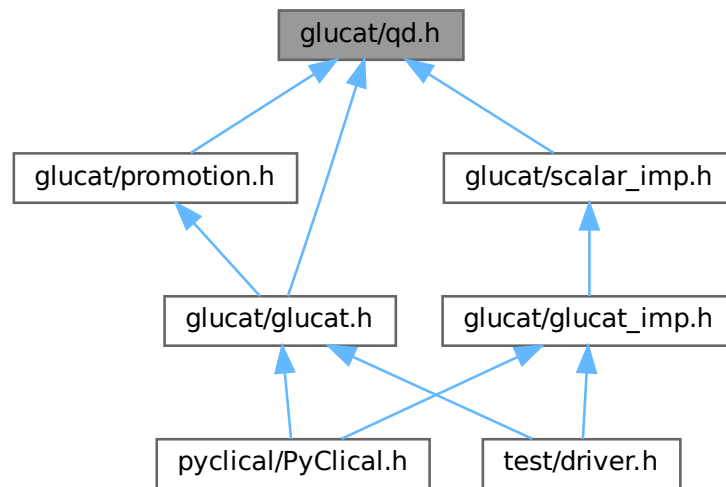 glucat/qd.h
glucat/promotion.h
glucat/scalar_imp.h
glucat/glucat.h
glucat/glucat_imp.h
pyclical/PyClical.h
test/driver.h